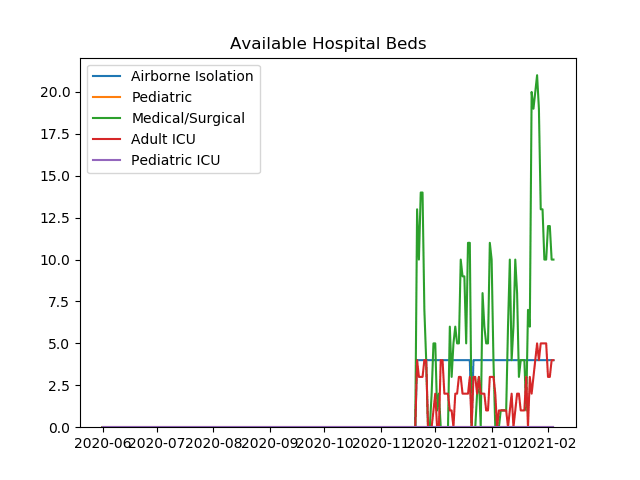 Available Hospital Beds
Airborne Isolation
Pediatric
Medical/Surgical
Adult ICU
Pediatric ICU
20.0
17.5
15.0
12.5
10.0
7.5
5.0
2.5
0.0
2020-06 2020-07 2020-08 2020-09 2020-10 2020-11 2020-12 2021-01 2021-02